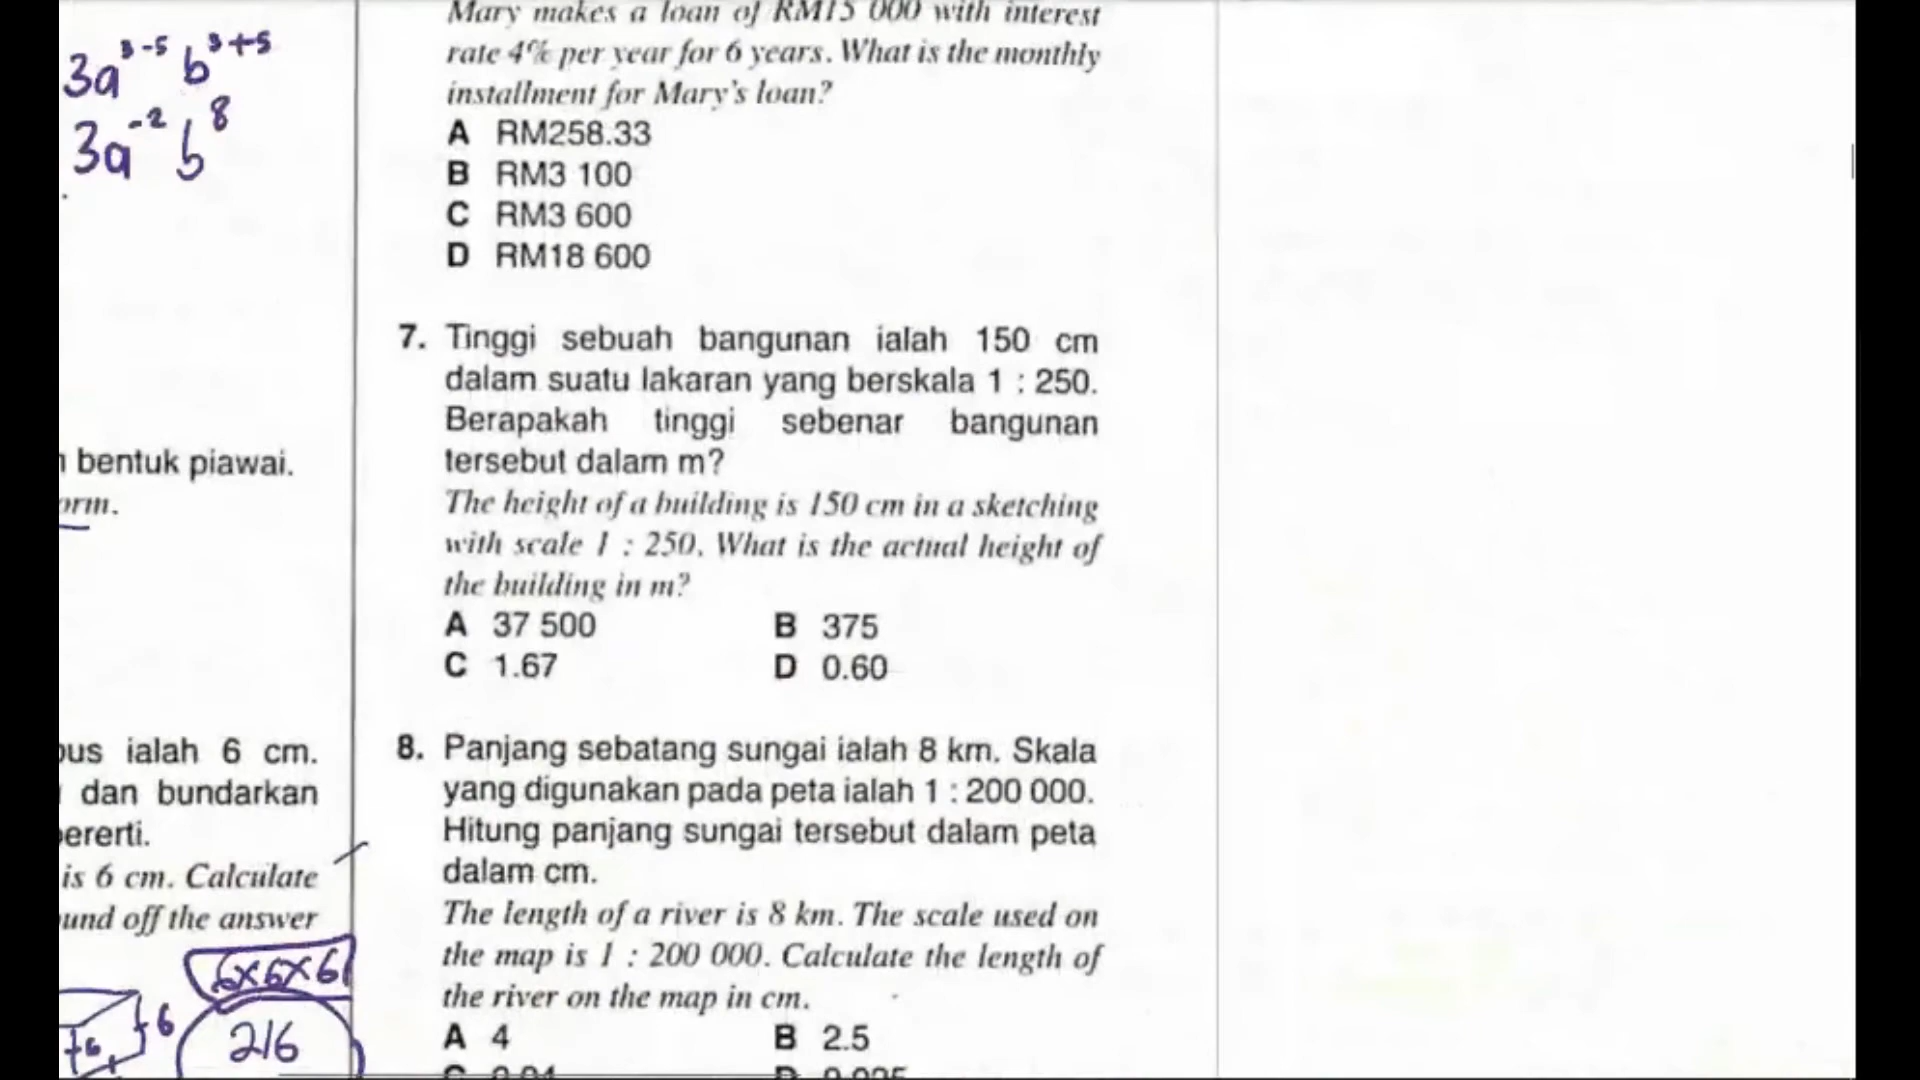 3a³⁻⁵ b³⁺⁵
3a⁻² b⁸
bentuk piawai.
orm.
ous ialah 6 cm.
dan bundarkan
pererti.
is 6 cm. Calculate
und off the answer
6x6x6
6
6
216
Mary makes a loan of RM15 000 with interest
rate 4% per year for 6 years. What is the monthly
installment for Mary's loan?
A RM258.33
B RM3 100
C RM3 600
D RM18 600
7. Tinggi sebuah bangunan ialah 150 cm
dalam suatu lakaran yang berskala 1 : 250.
Berapakah tinggi sebenar bangunan
tersebut dalam m?
The height of a building is 150 cm in a sketching
with scale 1 : 250. What is the actual height of
the building in m?
A 37 500 B 375
C 1.67 D 0.60
8. Panjang sebatang sungai ialah 8 km. Skala
yang digunakan pada peta ialah 1 : 200 000.
Hitung panjang sungai tersebut dalam peta
dalam cm.
The length of a river is 8 km. The scale used on
the map is 1 : 200 000. Calculate the length of
the river on the map in cm.
A 4 B 2.5